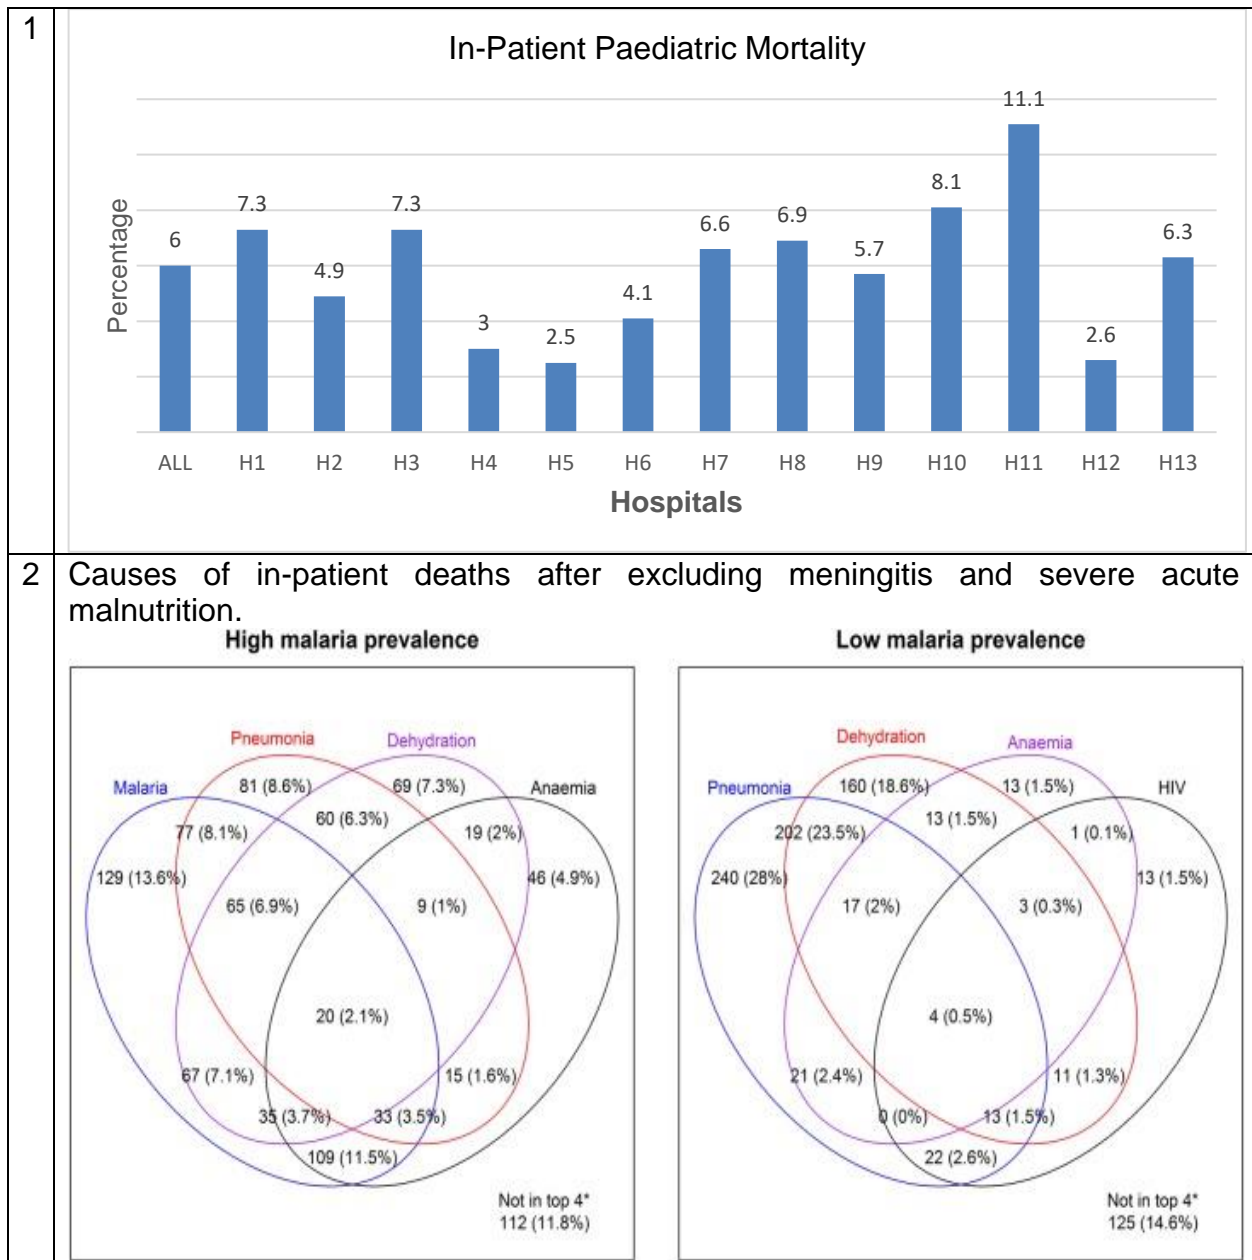 1
In-Patient Paediatric Mortality
Percentage
6
7.3
4.9
7.3
3
2.5
4.1
6.6
6.9
5.7
8.1
11.1
2.6
6.3
ALL H1 H2 H3 H4 H5 H6 H7 H8 H9 H10 H11 H12 H13
Hospitals
2
Causes of in-patient deaths after excluding meningitis and severe acute
malnutrition.
High malaria prevalence
Pneumonia Dehydration
Malaria 81 (8.6%) 69 (7.3%) Anaemia
77 (8.1%) 60 (6.3%) 19 (2%)
129 (13.6%) 65 (6.9%) 9 (1%) 46 (4.9%)
20 (2.1%)
67 (7.1%) 15 (1.6%)
35 (3.7%) 33 (3.5%)
109 (11.5%)
Not in top 4*
112 (11.8%)
Low malaria prevalence
Dehydration Anaemia
Pneumonia 160 (18.6%) 13 (1.5%) HIV
202 (23.5%) 13 (1.5%) 1 (0.1%)
240 (28%) 17 (2%) 3 (0.3%) 13 (1.5%)
4 (0.5%)
21 (2.4%) 11 (1.3%)
0 (0%) 13 (1.5%)
22 (2.6%)
Not in top 4*
125 (14.6%)